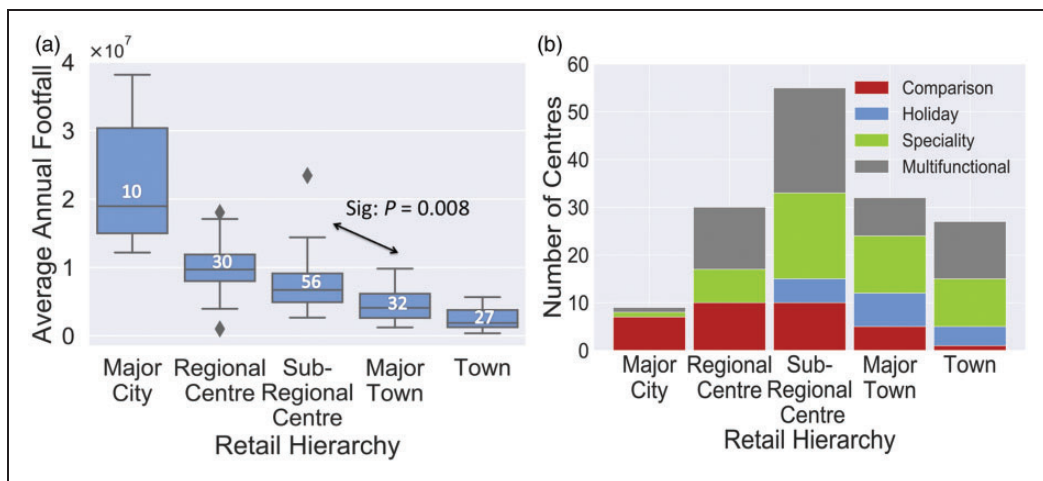 (a)
×10⁷
4
3
2
1
0
Average Annual Footfall
10
30
56
32
27
Sig: P = 0.008
Major City
Regional Centre
Sub-Regional Centre
Major Town
Town
Retail Hierarchy
(b)
60
50
40
30
20
10
0
Number of Centres
Comparison
Holiday
Speciality
Multifunctional
Major City
Regional Centre
Sub-Regional Centre
Major Town
Town
Retail Hierarchy